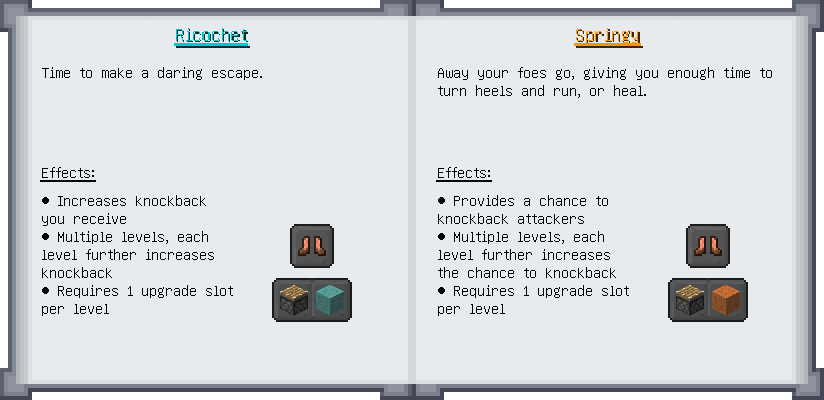 Ricochet
Time to make a daring escape.
Effects:
● Increases knockback
you receive
● Multiple levels, each
level further increases
knockback
● Requires 1 upgrade slot
per level
Springy
Away your foes go, giving you enough time to
turn heels and run, or heal.
Effects:
● Provides a chance to
knockback attackers
● Multiple levels, each
level further increases
the chance to knockback
● Requires 1 upgrade slot
per level